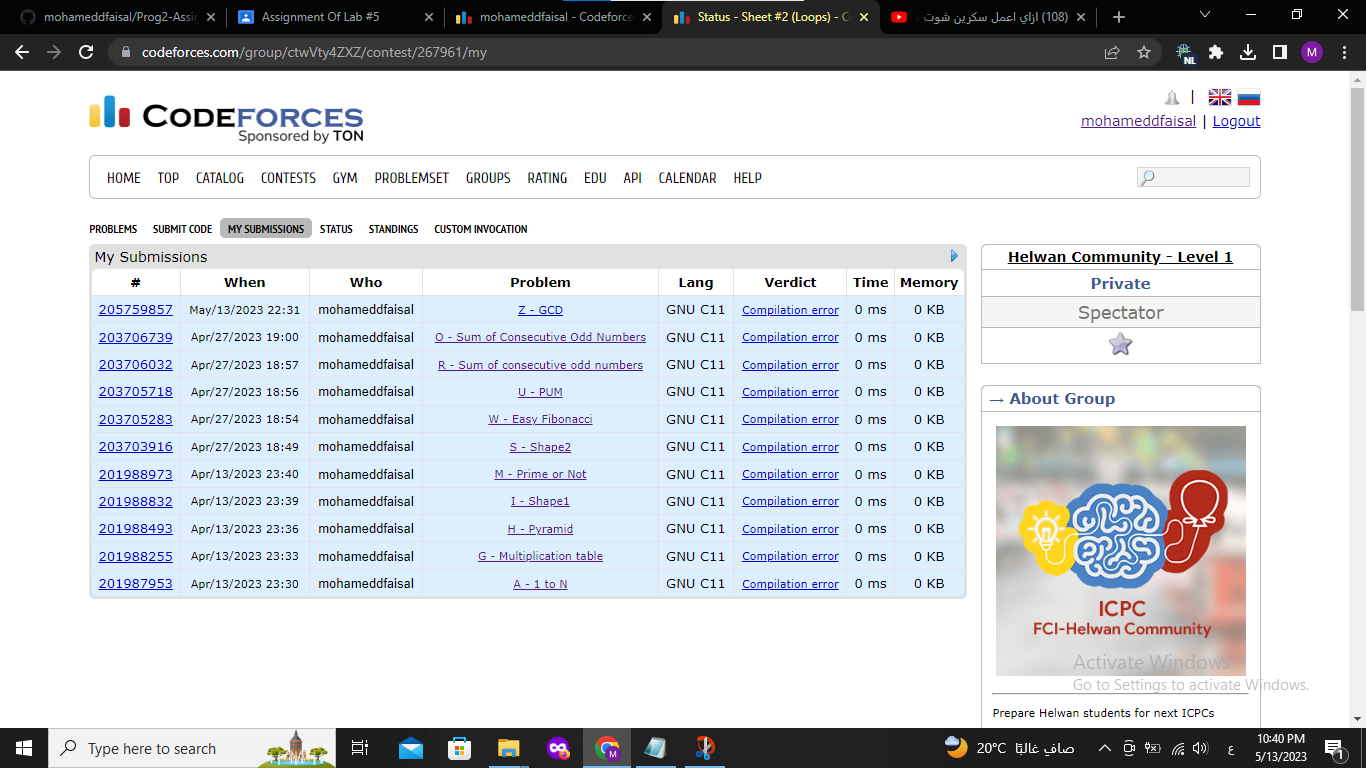 mohameddfaisal/Prog2-Assig
Assignment Of Lab #5
mohameddfaisal - Codeforce
Status - Sheet #2 (Loops) - C
(108) ازاي اعمل سكرين شوت
codeforces.com/group/ctwVty4ZXZ/contest/267961/my
NL
M
CODEFORCES
Sponsored by TON
|
mohameddfaisal | Logout
HOME TOP CATALOG CONTESTS GYM PROBLEMSET GROUPS RATING EDU API CALENDAR HELP
PROBLEMS SUBMIT CODE MY SUBMISSIONS STATUS STANDINGS CUSTOM INVOCATION
My Submissions
# When Who Problem Lang Verdict Time Memory
205759857 May/13/2023 22:31 mohameddfaisal Z - GCD GNU C11 Compilation error 0 ms 0 KB
203706739 Apr/27/2023 19:00 mohameddfaisal O - Sum of Consecutive Odd Numbers GNU C11 Compilation error 0 ms 0 KB
203706032 Apr/27/2023 18:57 mohameddfaisal R - Sum of consecutive odd numbers GNU C11 Compilation error 0 ms 0 KB
203705718 Apr/27/2023 18:56 mohameddfaisal U - PUM GNU C11 Compilation error 0 ms 0 KB
203705283 Apr/27/2023 18:54 mohameddfaisal W - Easy Fibonacci GNU C11 Compilation error 0 ms 0 KB
203703916 Apr/27/2023 18:49 mohameddfaisal S - Shape2 GNU C11 Compilation error 0 ms 0 KB
201988973 Apr/13/2023 23:40 mohameddfaisal M - Prime or Not GNU C11 Compilation error 0 ms 0 KB
201988832 Apr/13/2023 23:39 mohameddfaisal I - Shape1 GNU C11 Compilation error 0 ms 0 KB
201988493 Apr/13/2023 23:36 mohameddfaisal H - Pyramid GNU C11 Compilation error 0 ms 0 KB
201988255 Apr/13/2023 23:33 mohameddfaisal G - Multiplication table GNU C11 Compilation error 0 ms 0 KB
201987953 Apr/13/2023 23:30 mohameddfaisal A - 1 to N GNU C11 Compilation error 0 ms 0 KB
Helwan Community - Level 1
Private
Spectator
→ About Group
ICPC
FCI-Helwan Community
Activate Windows
Go to Settings to activate Windows.
Prepare Helwan students for next ICPCs
Type here to search
M
20°C صافٍ غالبًا
ع
10:40 PM
5/13/2023
1